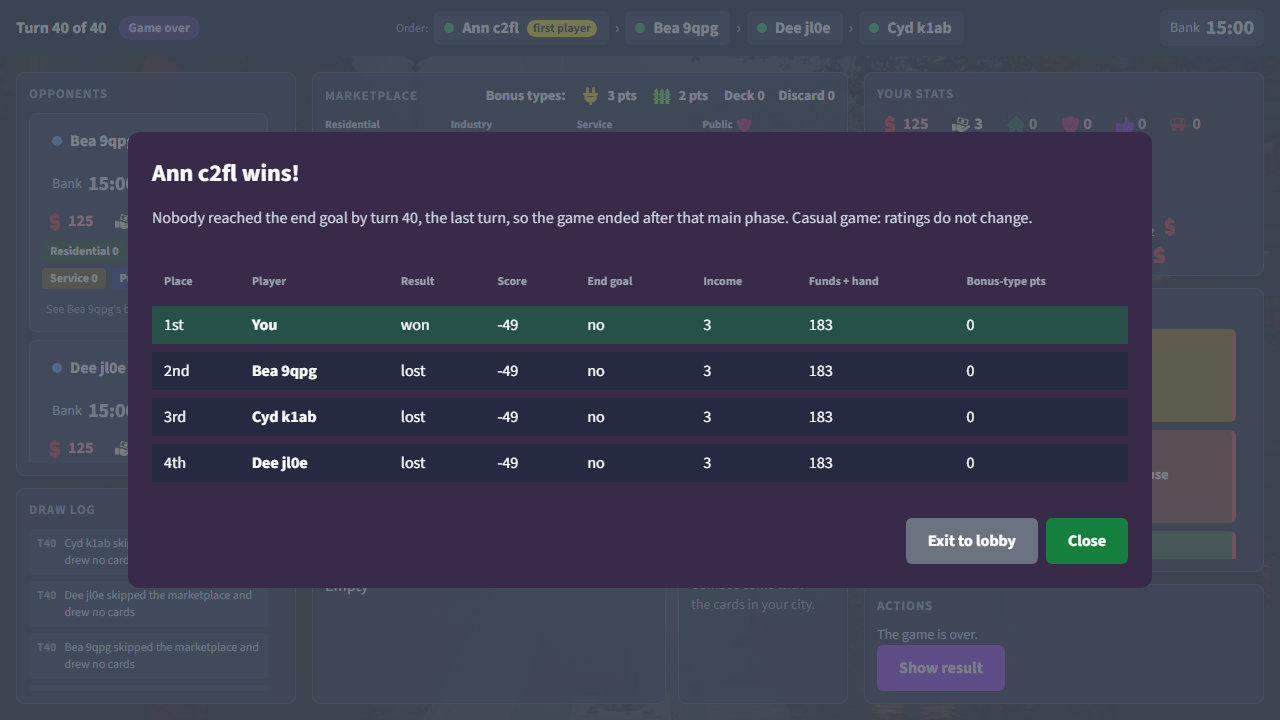 Turn 40 of 40 Game over Order: Ann c2fl first player › Bea 9qpg › Dee jl0e › Cyd k1ab Bank 15:00
OPPONENTS
Bea 9qpg
Bank 15:00
125
Residential 0
Service 0
See Bea 9qpg's
Dee jl0e
Bank 15:00
125
DRAW LOG
T40 Cyd k1ab
drew no cards
T40 Dee jl0e skipped the marketplace and
drew no cards
T40 Bea 9qpg skipped the marketplace and
drew no cards
MARKETPLACE Bonus types: 3 pts 2 pts Deck 0 Discard 0
Residential Industry Service Public
YOUR STATS
125 3 0 0 0 0
Ann c2fl wins!
Nobody reached the end goal by turn 40, the last turn, so the game ended after that main phase. Casual game: ratings do not change.
Place Player Result Score End goal Income Funds + hand Bonus-type pts
1st You won -49 no 3 183 0
2nd Bea 9qpg lost -49 no 3 183 0
3rd Cyd k1ab lost -49 no 3 183 0
4th Dee jl0e lost -49 no 3 183 0
Exit to lobby Close
Empty
the cards in your city.
ACTIONS
The game is over.
Show result